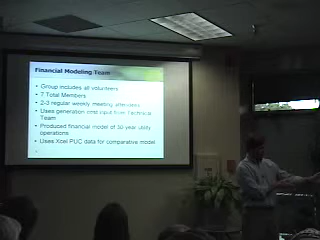 Financial Modeling Team
• Group includes all volunteers
• 7 Total Members
• 2-3 regular weekly meeting attendees
• Uses generation cost input from Technical
Team
• Produced financial model of 30 year utility
operations
• Uses Xcel PUC data for comparative model